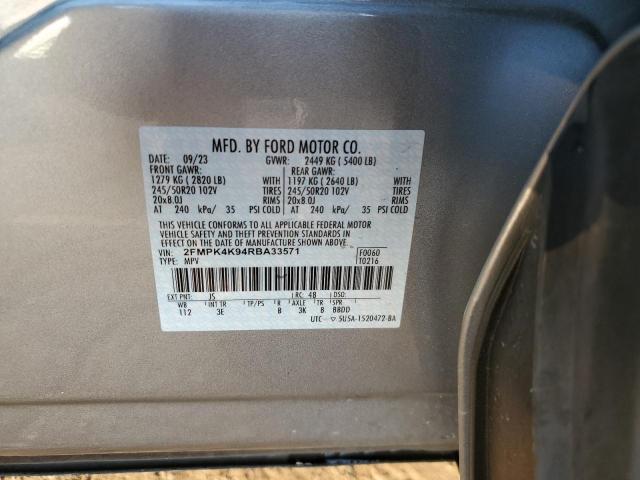 MFD. BY FORD MOTOR CO.
DATE: 09/23 GVWR: 2449 KG ( 5400 LB)
FRONT GAWR: REAR GAWR:
1279 KG ( 2820 LB) WITH 1197 KG ( 2640 LB) WITH
245/50R20 102V TIRES 245/50R20 102V TIRES
20x8.0J RIMS 20x8.0J RIMS
AT 240 kPa/ 35 PSI COLD AT 240 kPa/ 35 PSI COLD
THIS VEHICLE CONFORMS TO ALL APPLICABLE FEDERAL MOTOR
VEHICLE SAFETY AND BUMPER STANDARDS AND THEFT PREVENTION STANDARD IN
EFFECT ON THE DATE OF MANUFACTURE SHOWN ABOVE.
VIN: 2FMPK4K94RBA33571 F0060
TYPE: MPV T0216
EXT PNT: JS RC: 48 DSO:
WB INT TR TP/PS R AXLE TR SPR
112 3E B 3K B BBDD
UTC ▽ 5U5A-1520472-BA